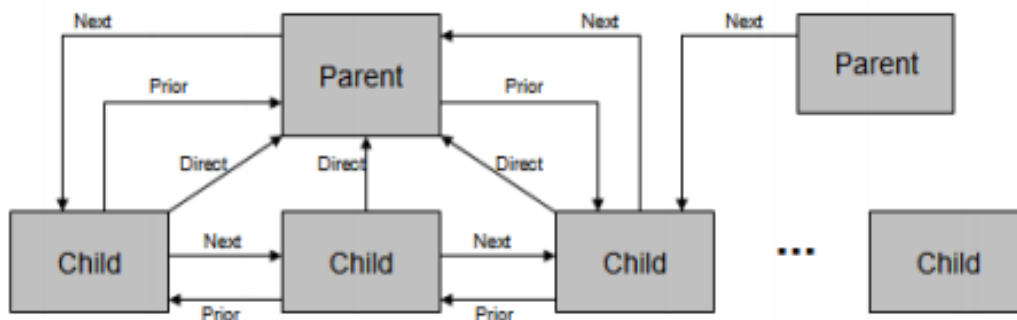 Next
Next
Next
Parent
Parent
Prior
Prior
Direct
Direct
Direct
Child
Next
Child
Next
Child
...
Child
Prior
Prior